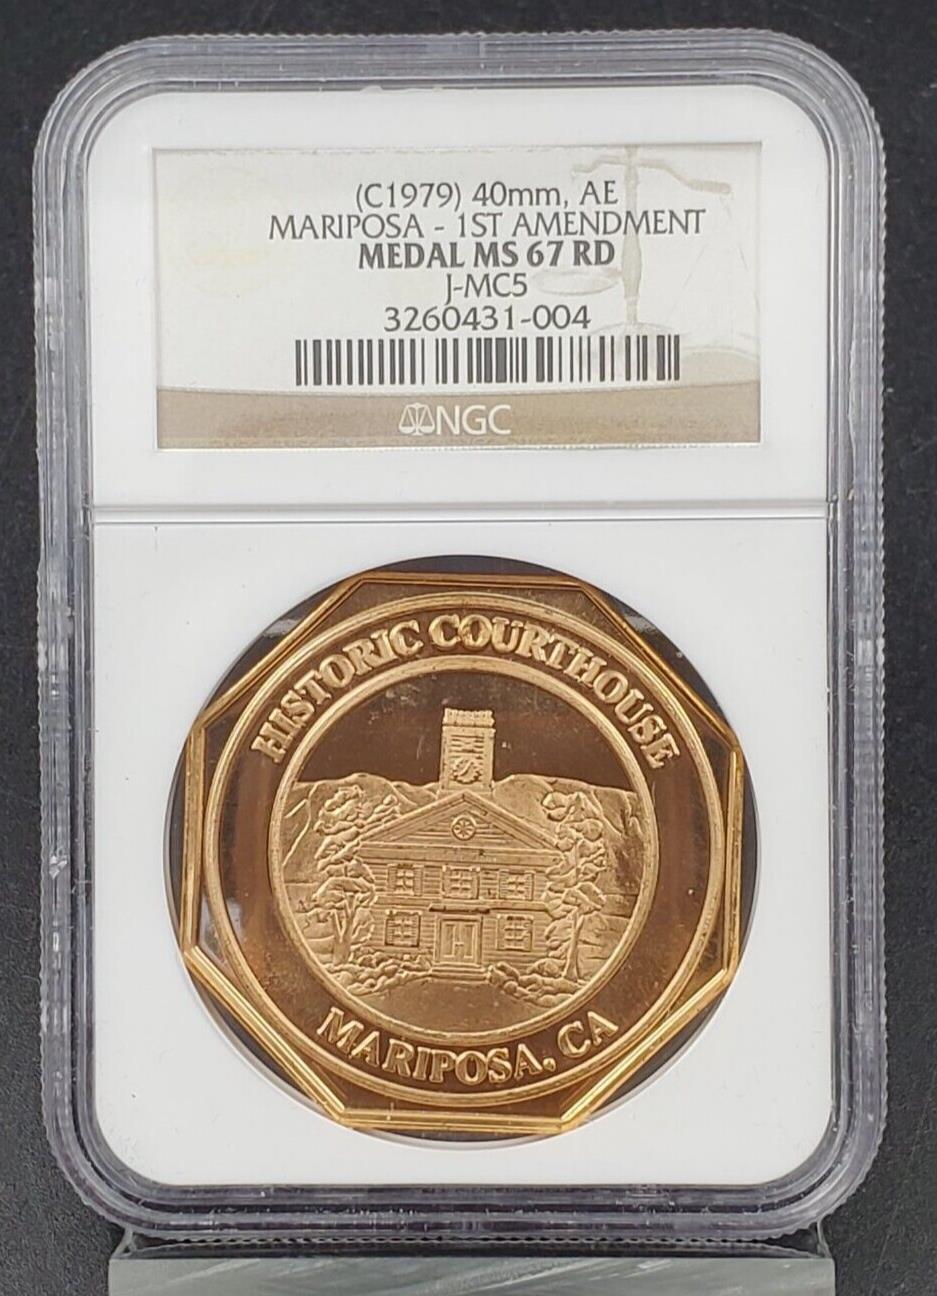 (C1979) 40mm, AE
MARIPOSA - 1ST AMENDMENT
MEDAL MS 67 RD
J-MC5
3260431-004
NGC
HISTORIC COURTHOUSE
MARIPOSA, CA